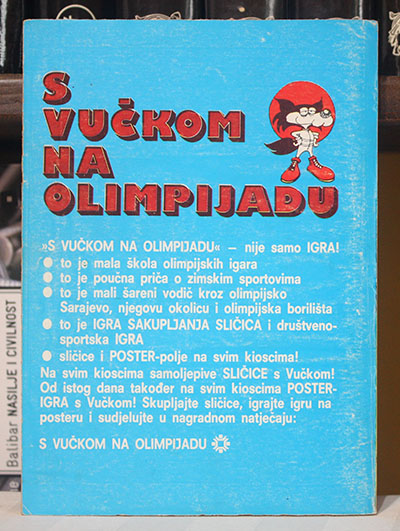 S
VUČKOM
NA
OLIMPIJADU
»S VUČKOM NA OLIMPIJADU« – nije samo IGRA!
● to je mala škola olimpijskih igara
● to je poučna priča o zimskim sportovima
● to je mali šareni vodič kroz olimpijsko
Sarajevo, njegovu okolicu i olimpijska borilišta
● to je IGRA SAKUPLJANJA SLIČICA i društveno-
sportska IGRA
● sličice i POSTER-polje na svim kioscima!
Na svim kioscima samoljepive SLIČICE s Vučkom!
Od istog dana također na svim kioscima POSTER-
IGRA s Vučkom! Skupljajte sličice, igrajte igru na
posteru i sudjelujte u nagradnom natječaju:
S VUČKOM NA OLIMPIJADU
Balibar NASILJE I CIVILNOST